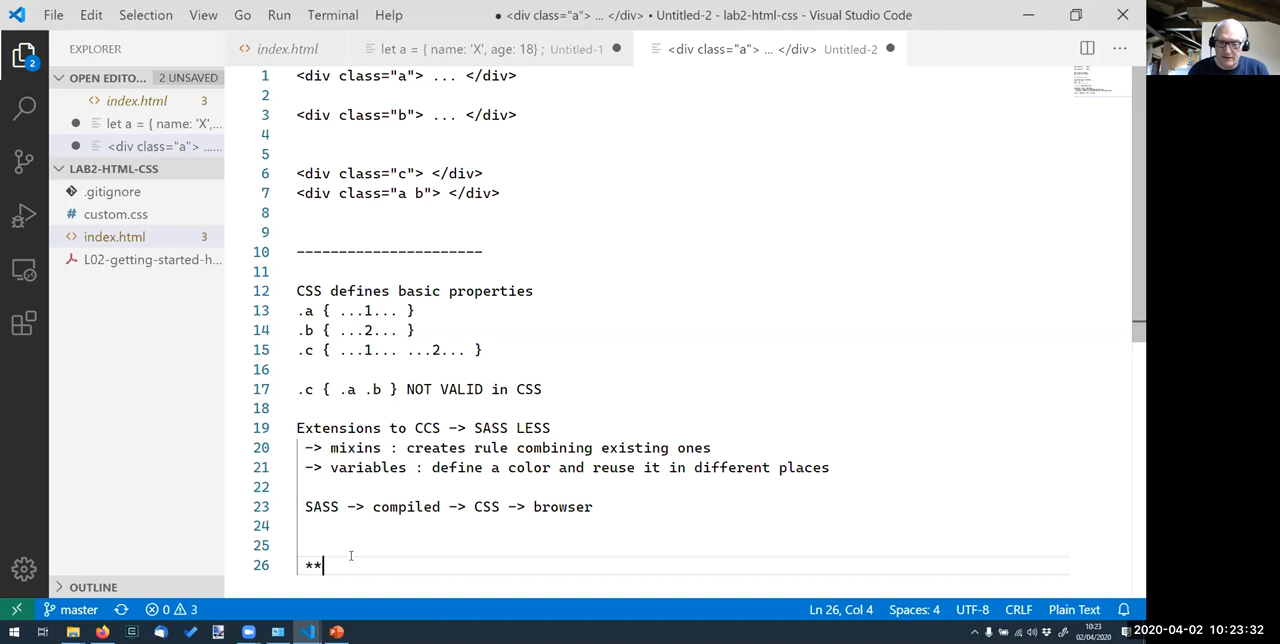 File Edit Selection View Go Run Terminal Help ● <div class="a"> ... </div> • Untitled-2 - lab2-html-css - Visual Studio Code
EXPLORER
<> index.html
let a = { name: 'X', age: 18} ; Untitled-1 ●
<div class="a"> ... </div> Untitled-2 ●
2
OPEN EDITO... 2 UNSAVED
<> index.html 3
● let a = { name: 'X',...
● <div class="a"> ......
LAB2-HTML-CSS
.gitignore
# custom.css
<> index.html 3
L02-getting-started-h...
OUTLINE
1 <div class="a"> ... </div>
2
3 <div class="b"> ... </div>
4
5
6 <div class="c"> </div>
7 <div class="a b"> </div>
8
9
10 ----------------------
11
12 CSS defines basic properties
13 .a { ...1... }
14 .b { ...2... }
15 .c { ...1... ...2... }
16
17 .c { .a .b } NOT VALID in CSS
18
19 Extensions to CCS -> SASS LESS
20 -> mixins : creates rule combining existing ones
21 -> variables : define a color and reuse it in different places
22
23 SASS -> compiled -> CSS -> browser
24
25
26 **
master 0 3 Ln 26, Col 4 Spaces: 4 UTF-8 CRLF Plain Text
10:23
02/04/2020
2020-04-02 10:23:32